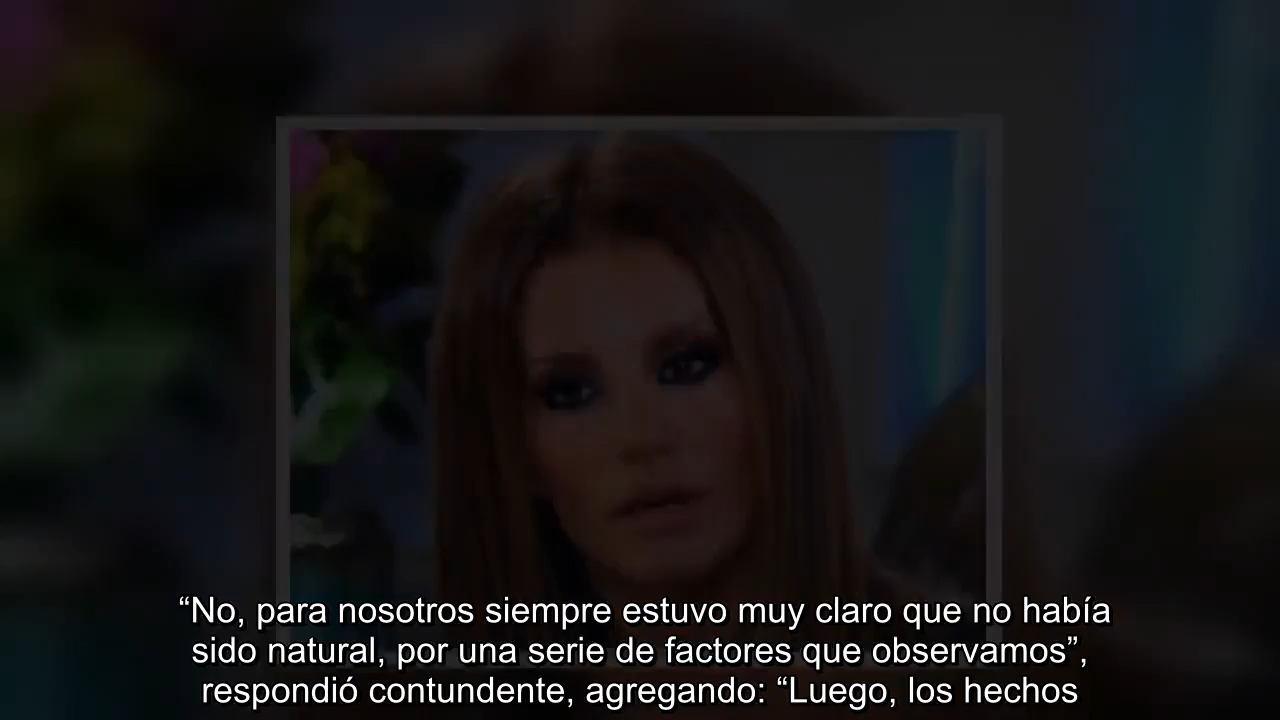 “No, para nosotros siempre estuvo muy claro que no había
sido natural, por una serie de factores que observamos”,
respondió contundente, agregando: “Luego, los hechos